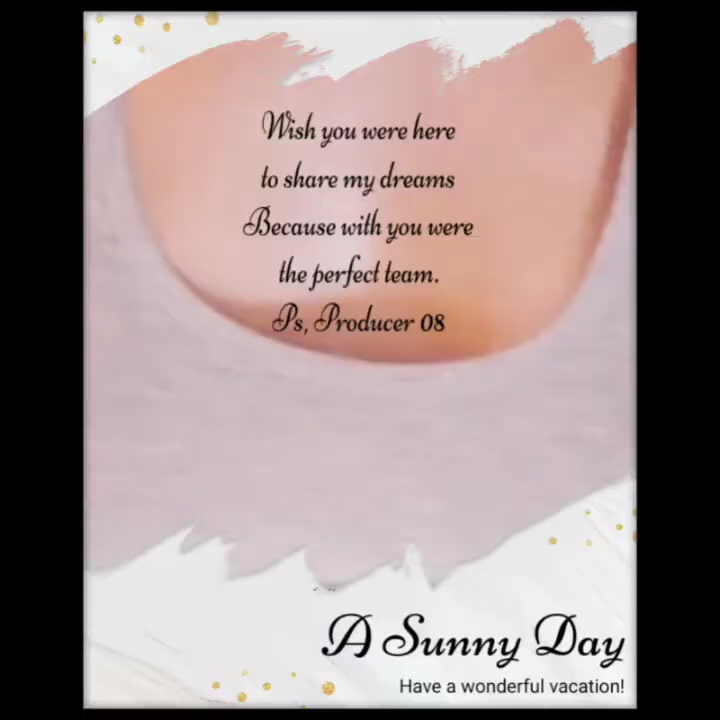 Wish you were here
to share my dreams
Because with you were
the perfect team.
Ps, Producer 08
A Sunny Day
Have a wonderful vacation!